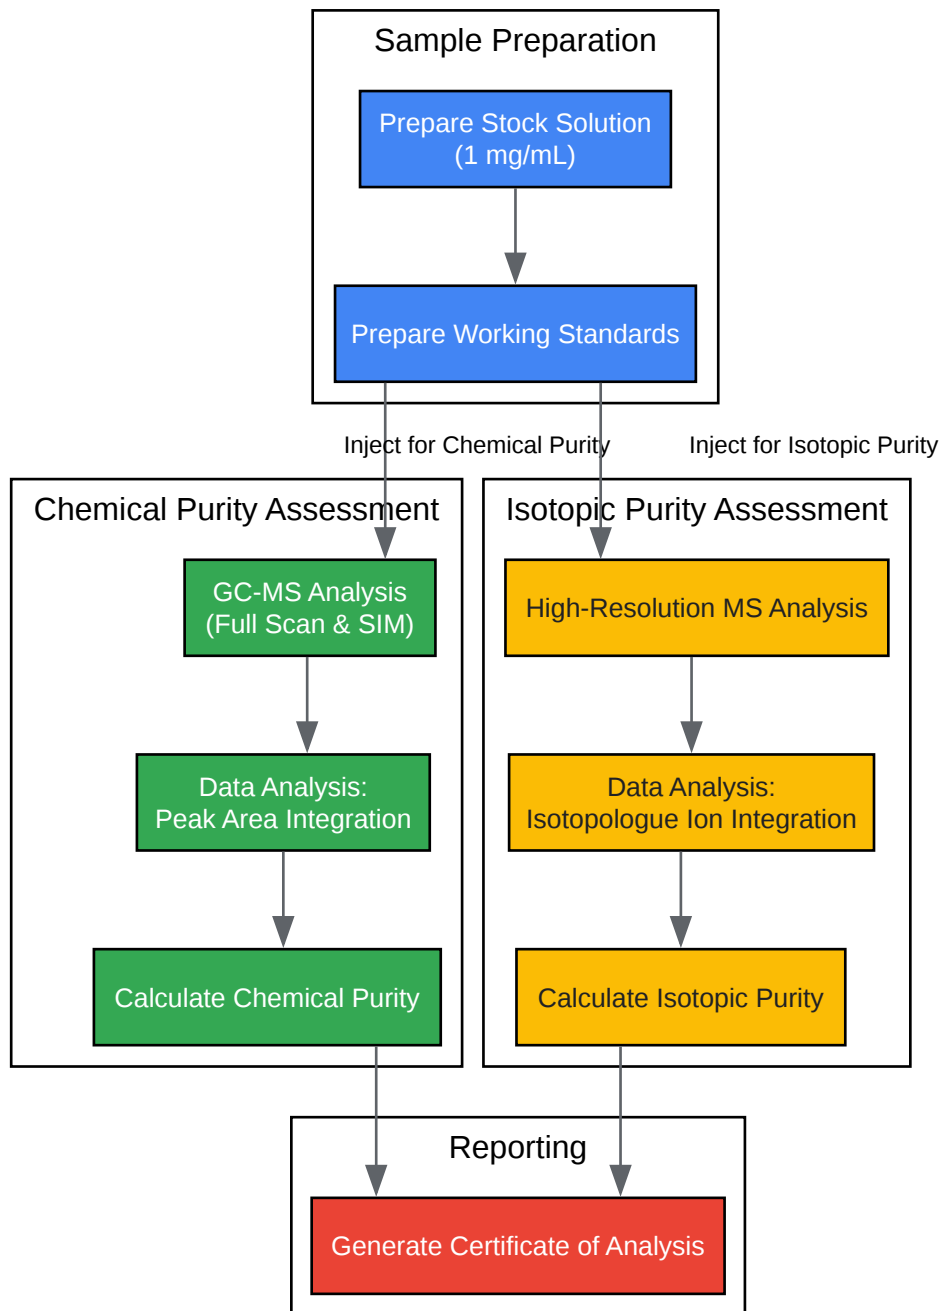 Sample Preparation
Prepare Stock Solution
(1 mg/mL)
Prepare Working Standards
Inject for Chemical Purity
Inject for Isotopic Purity
Chemical Purity Assessment
GC-MS Analysis
(Full Scan & SIM)
Data Analysis:
Peak Area Integration
Calculate Chemical Purity
Isotopic Purity Assessment
High-Resolution MS Analysis
Data Analysis:
Isotopologue Ion Integration
Calculate Isotopic Purity
Reporting
Generate Certificate of Analysis